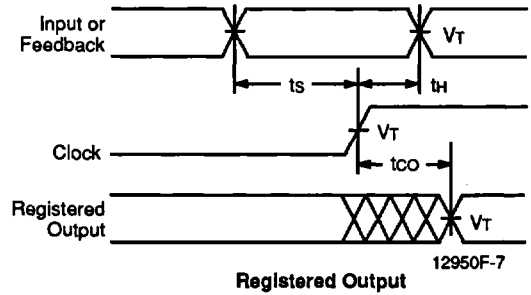 Input or
Feedback
VT
tS
tH
VT
Clock
tCO
Registered
Output
VT
12950F-7
Registered Output